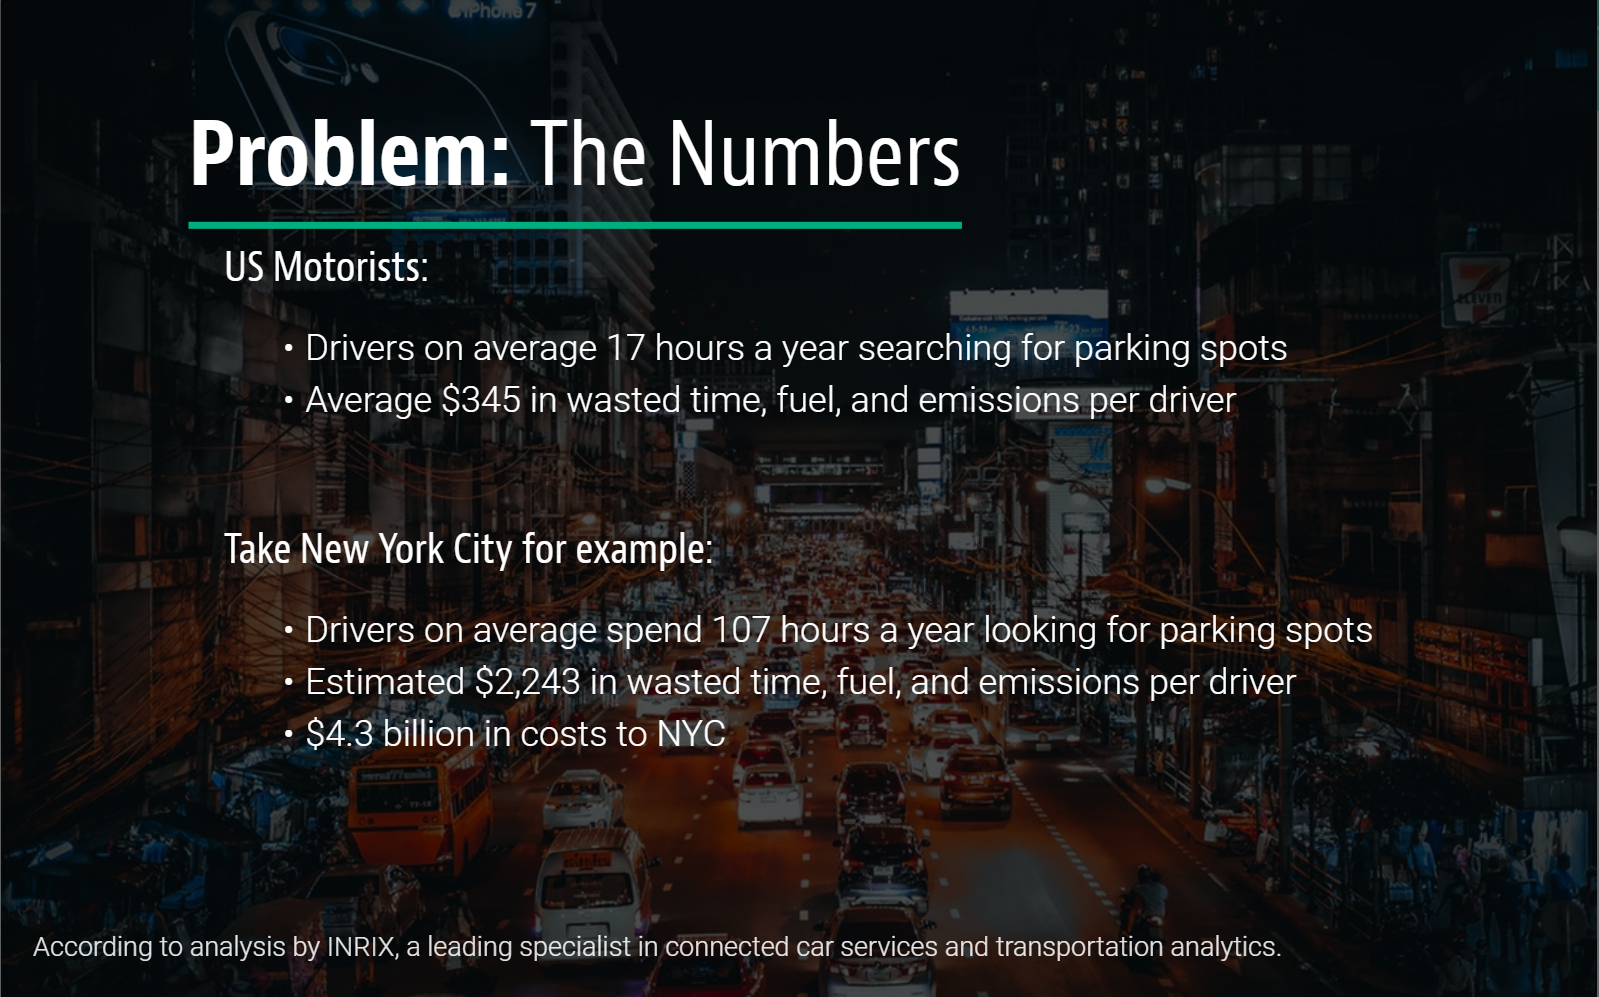 iPhone 7
Problem: The Numbers
US Motorists:
ELEVEN
• Drivers on average 17 hours a year searching for parking spots
• Average $345 in wasted time, fuel, and emissions per driver
Take New York City for example:
• Drivers on average spend 107 hours a year looking for parking spots
• Estimated $2,243 in wasted time, fuel, and emissions per driver
• $4.3 billion in costs to NYC
According to analysis by INRIX, a leading specialist in connected car services and transportation analytics.